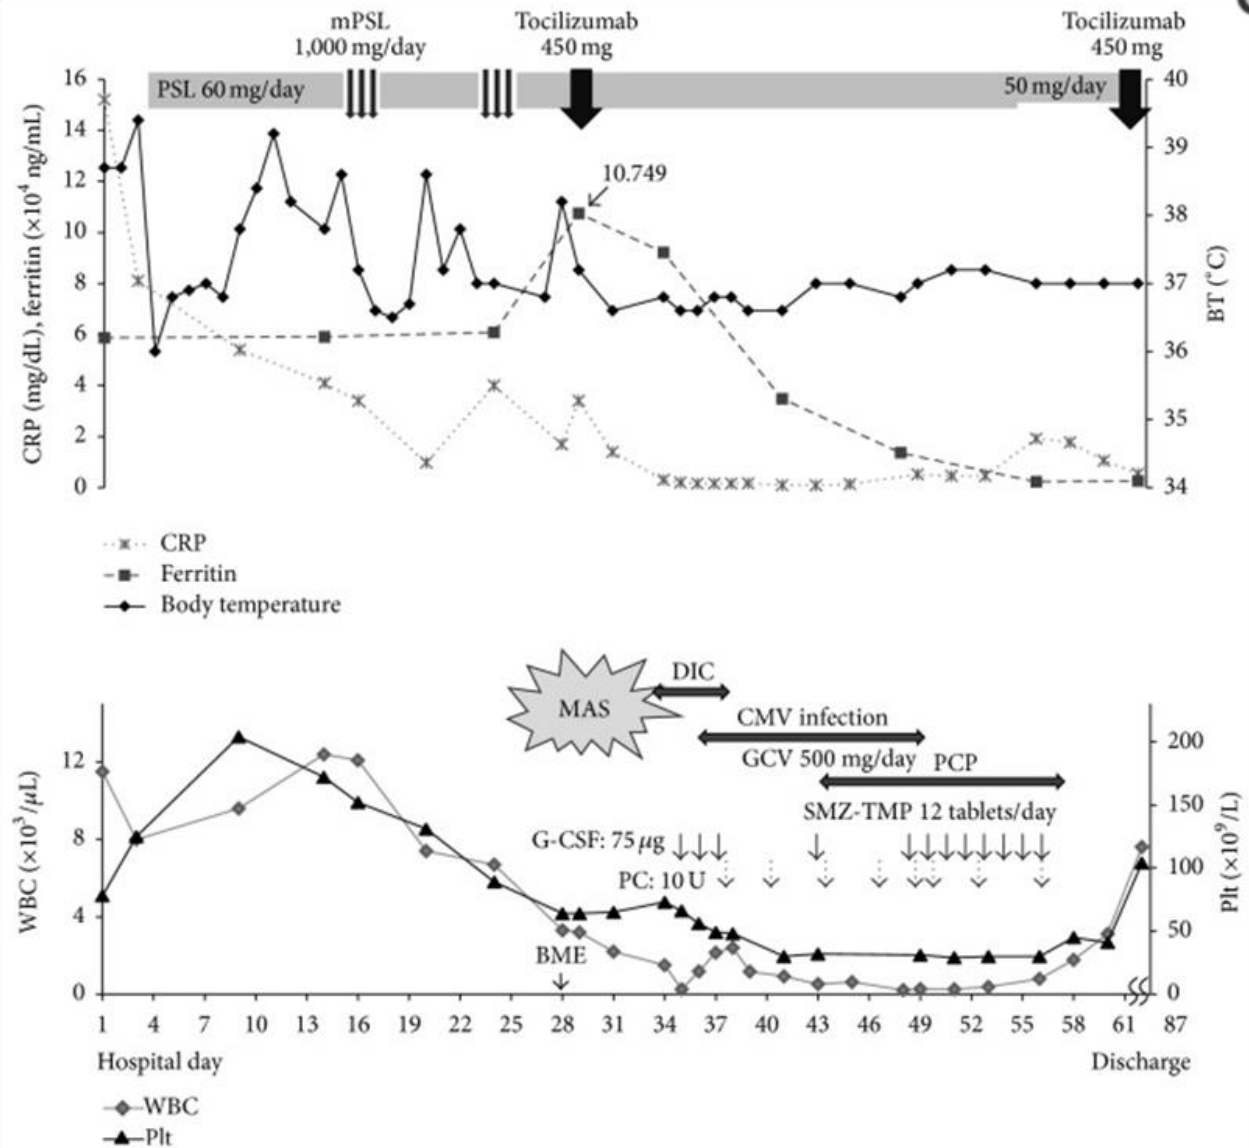 mPSL
1,000 mg/day
Tocilizumab
450 mg
Tocilizumab
450 mg
PSL 60 mg/day
50 mg/day
16
14
12
10
8
6
4
2
0
CRP (mg/dL), ferritin (×10⁴ ng/mL)
40
39
38
37
36
35
34
BT (°C)
10.749
CRP
Ferritin
Body temperature
MAS
DIC
CMV infection
GCV 500 mg/day
PCP
SMZ-TMP 12 tablets/day
G-CSF: 75 μg
PC: 10 U
BME
12
8
4
0
WBC (×10³/μL)
200
150
100
50
0
Plt (×10⁹/L)
1 4 7 10 13 16 19 22 25 28 31 34 37 40 43 46 49 52 55 58 61 87
Hospital day
Discharge
WBC
Plt